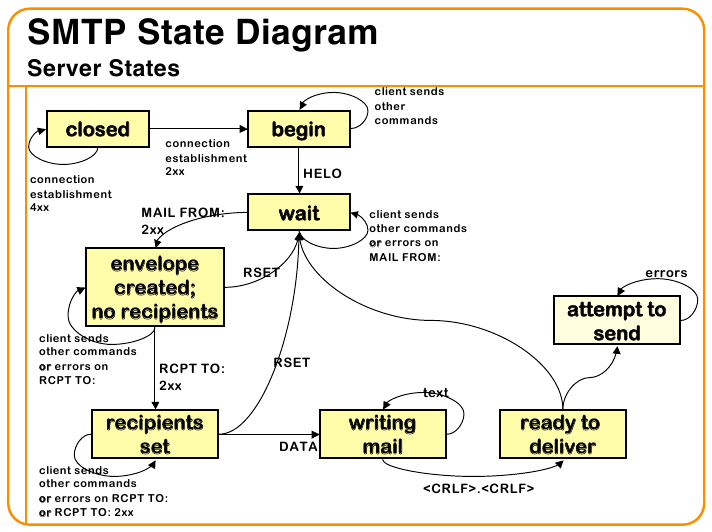 SMTP State Diagram
Server States
closed
connection
establishment
2xx
begin
client sends
other
commands
connection
establishment
4xx
HELO
wait
MAIL FROM:
2xx
client sends
other commands
or errors on
MAIL FROM:
envelope
created;
no recipients
RSET
errors
attempt to
send
client sends
other commands
or errors on
RCPT TO:
RCPT TO:
2xx
RSET
text
recipients
set
DATA
writing
mail
ready to
deliver
<CRLF>.<CRLF>
client sends
other commands
or errors on RCPT TO:
or RCPT TO: 2xx